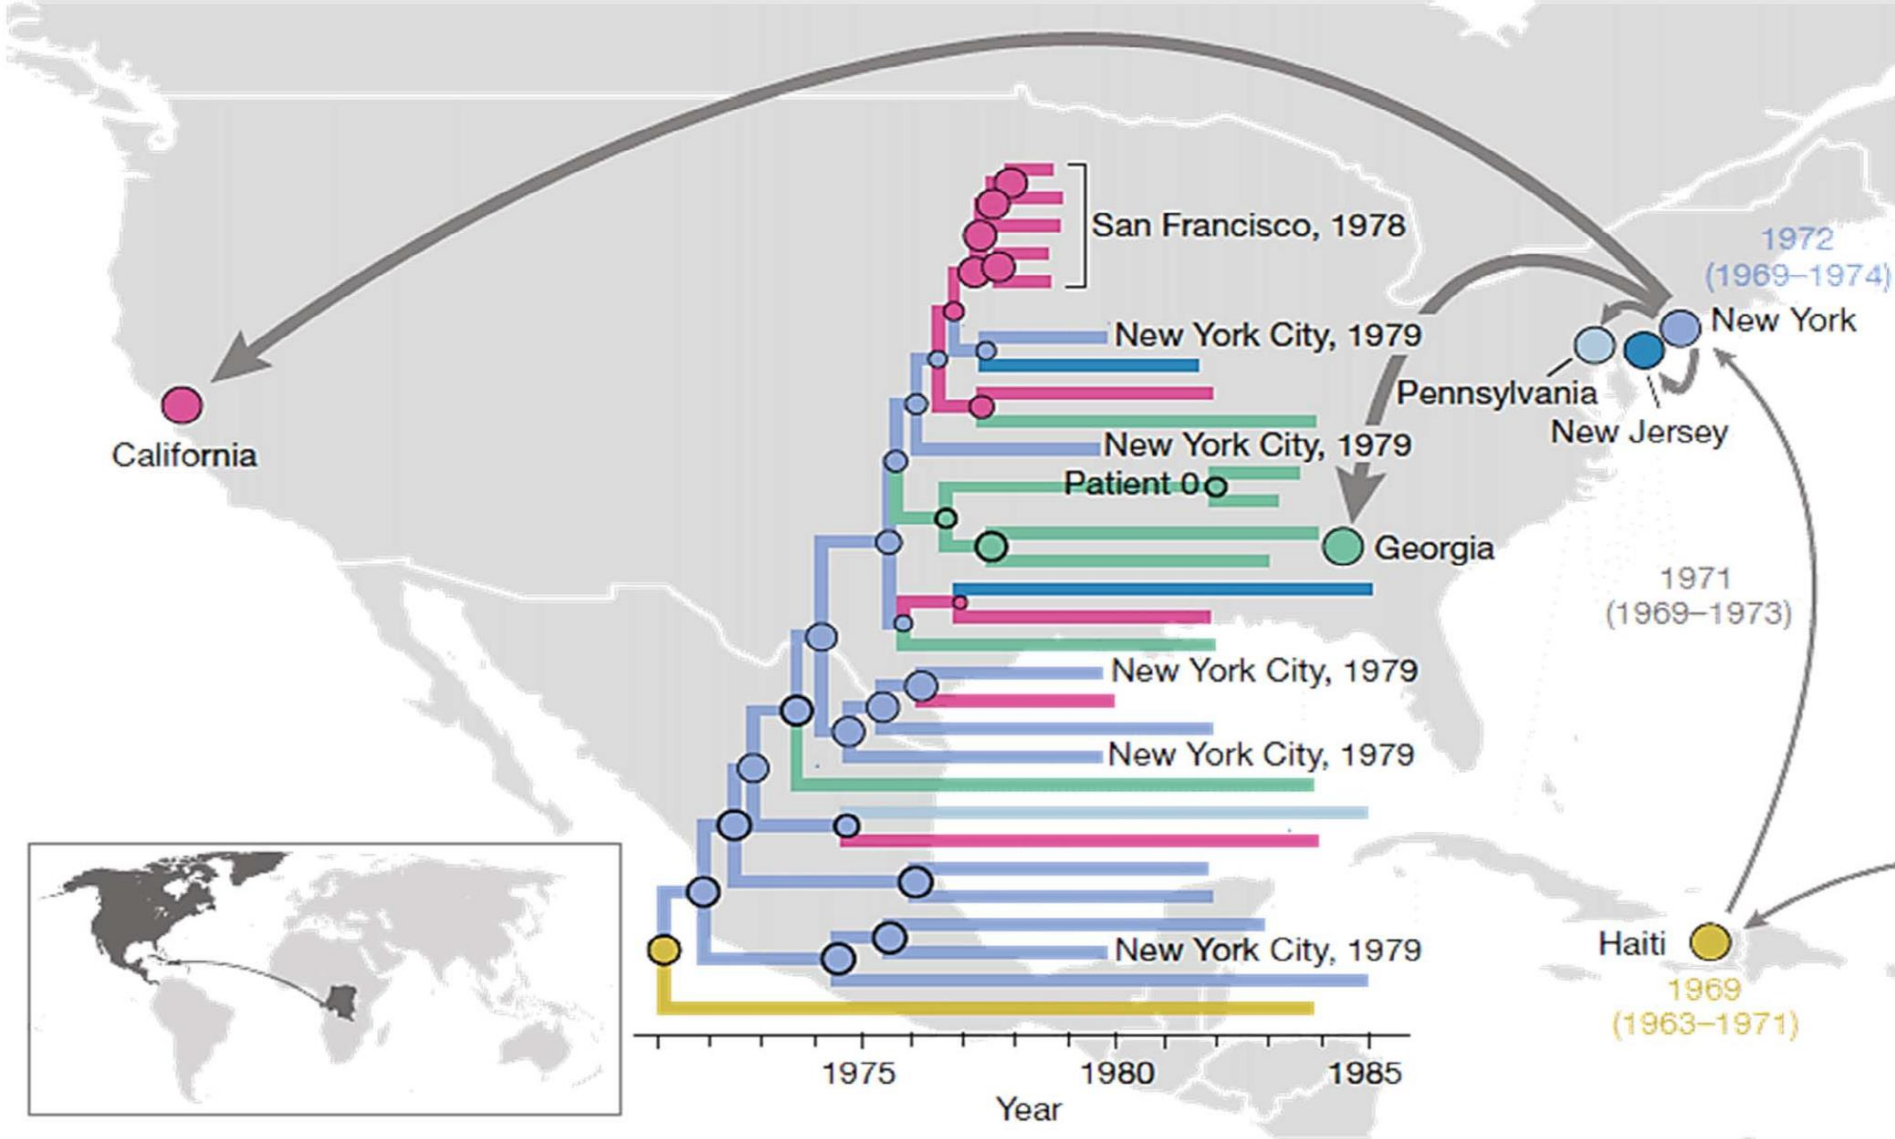 San Francisco, 1978
1972
(1969–1974)
New York
New York City, 1979
Pennsylvania
New Jersey
California
New York City, 1979
Patient 0
Georgia
1971
(1969–1973)
New York City, 1979
New York City, 1979
New York City, 1979
Haiti
1969
(1963–1971)
1975
1980
1985
Year